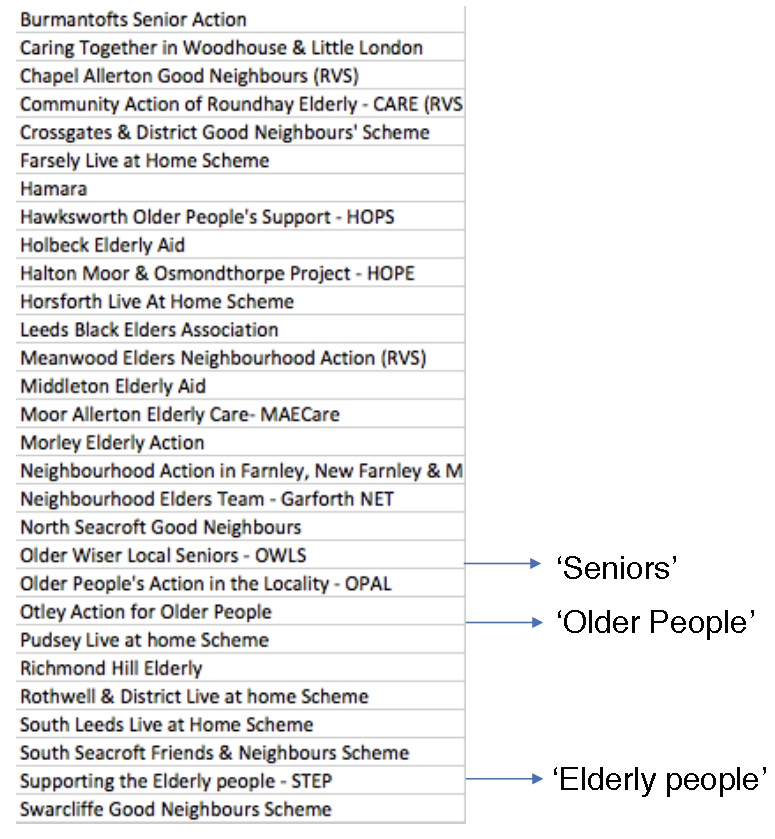 Burmantofts Senior Action
Caring Together in Woodhouse & Little London
Chapel Allerton Good Neighbours (RVS)
Community Action of Roundhay Elderly - CARE (RVS
Crossgates & District Good Neighbours' Scheme
Farsely Live at Home Scheme
Hamara
Hawksworth Older People's Support - HOPS
Holbeck Elderly Aid
Halton Moor & Osmondthorpe Project - HOPE
Horsforth Live At Home Scheme
Leeds Black Elders Association
Meanwood Elders Neighbourhood Action (RVS)
Middleton Elderly Aid
Moor Allerton Elderly Care- MAECare
Morley Elderly Action
Neighbourhood Action in Farnley, New Farnley & M
Neighbourhood Elders Team - Garforth NET
North Seacroft Good Neighbours
Older Wiser Local Seniors - OWLS
‘Seniors’
Older People's Action in the Locality - OPAL
Otley Action for Older People
‘Older People’
Pudsey Live at home Scheme
Richmond Hill Elderly
Rothwell & District Live at home Scheme
South Leeds Live at Home Scheme
South Seacroft Friends & Neighbours Scheme
Supporting the Elderly people - STEP
‘Elderly people’
Swarcliffe Good Neighbours Scheme